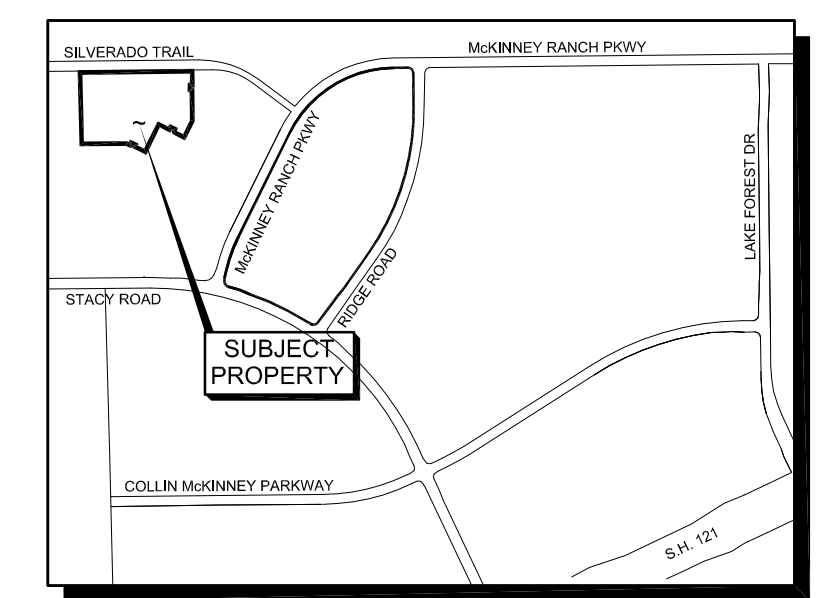 SILVERADO TRAIL
McKINNEY RANCH PKWY
McKINNEY RANCH PKWY
LAKE FOREST DR
RIDGE ROAD
STACY ROAD
SUBJECT
PROPERTY
COLLIN McKINNEY PARKWAY
S.H. 121